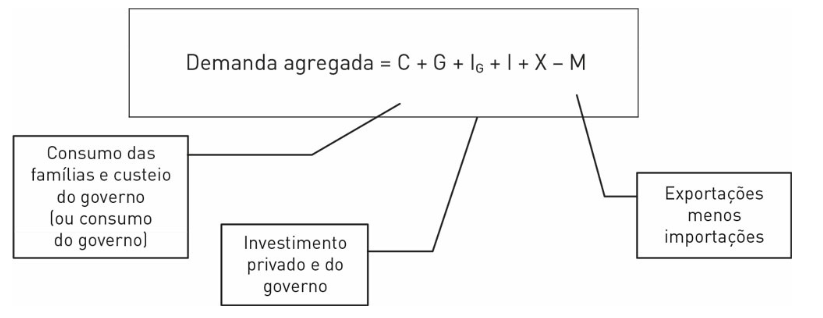 Demanda agregada = C + G + I_G + I + X – M
Consumo das
famílias e custeio
do governo
(ou consumo
do governo)
Investimento
privado e do
governo
Exportações
menos
importações